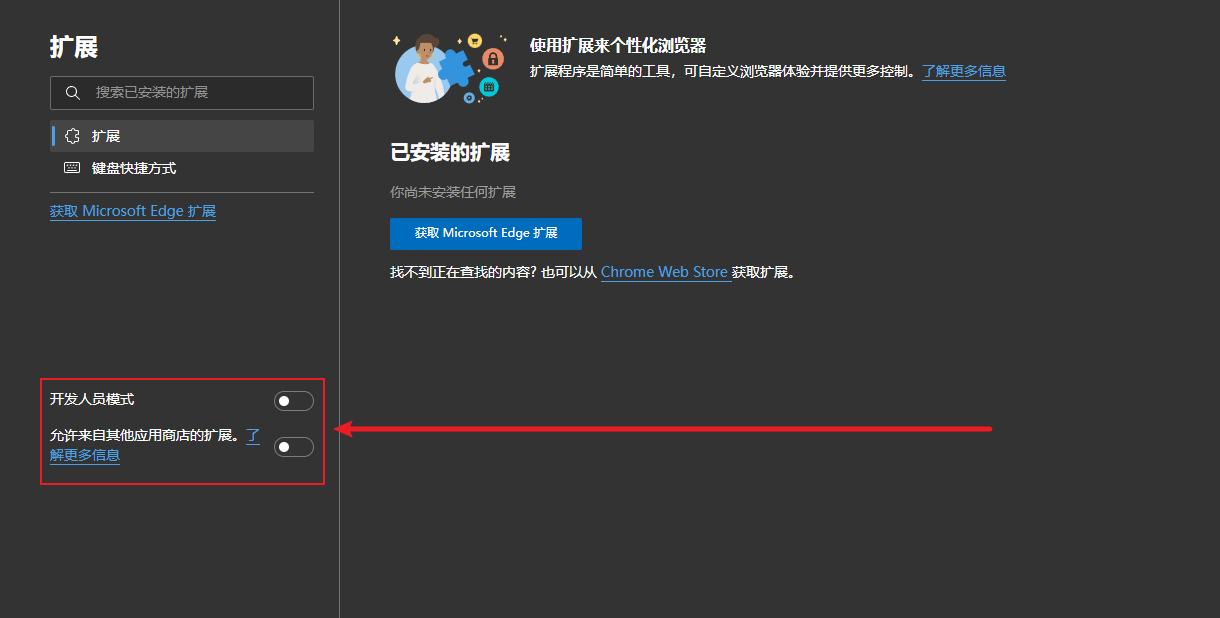 扩展
搜索已安装的扩展
扩展
键盘快捷方式
获取 Microsoft Edge 扩展
开发人员模式
允许来自其他应用商店的扩展。了
解更多信息
使用扩展来个性化浏览器
扩展程序是简单的工具，可自定义浏览器体验并提供更多控制。了解更多信息
已安装的扩展
你尚未安装任何扩展
获取 Microsoft Edge 扩展
找不到正在查找的内容? 也可以从 Chrome Web Store 获取扩展。